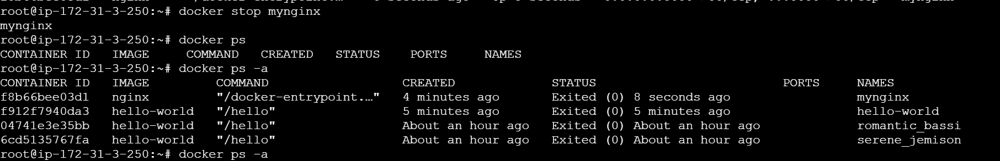 root@ip-172-31-3-250:~# docker stop mynginx
mynginx
root@ip-172-31-3-250:~# docker ps
CONTAINER ID   IMAGE     COMMAND   CREATED   STATUS    PORTS     NAMES
root@ip-172-31-3-250:~# docker ps -a
CONTAINER ID   IMAGE         COMMAND                  CREATED             STATUS                         PORTS     NAMES
f8b66bee03d1   nginx         "/docker-entrypoint.…"   4 minutes ago       Exited (0) 8 seconds ago                 mynginx
f912f7940da3   hello-world   "/hello"                 5 minutes ago       Exited (0) 5 minutes ago                 hello-world
04741e3e35bb   hello-world   "/hello"                 About an hour ago   Exited (0) About an hour ago             romantic_bassi
6cd5135767fa   hello-world   "/hello"                 About an hour ago   Exited (0) About an hour ago             serene_jemison
root@ip-172-31-3-250:~# docker ps -a